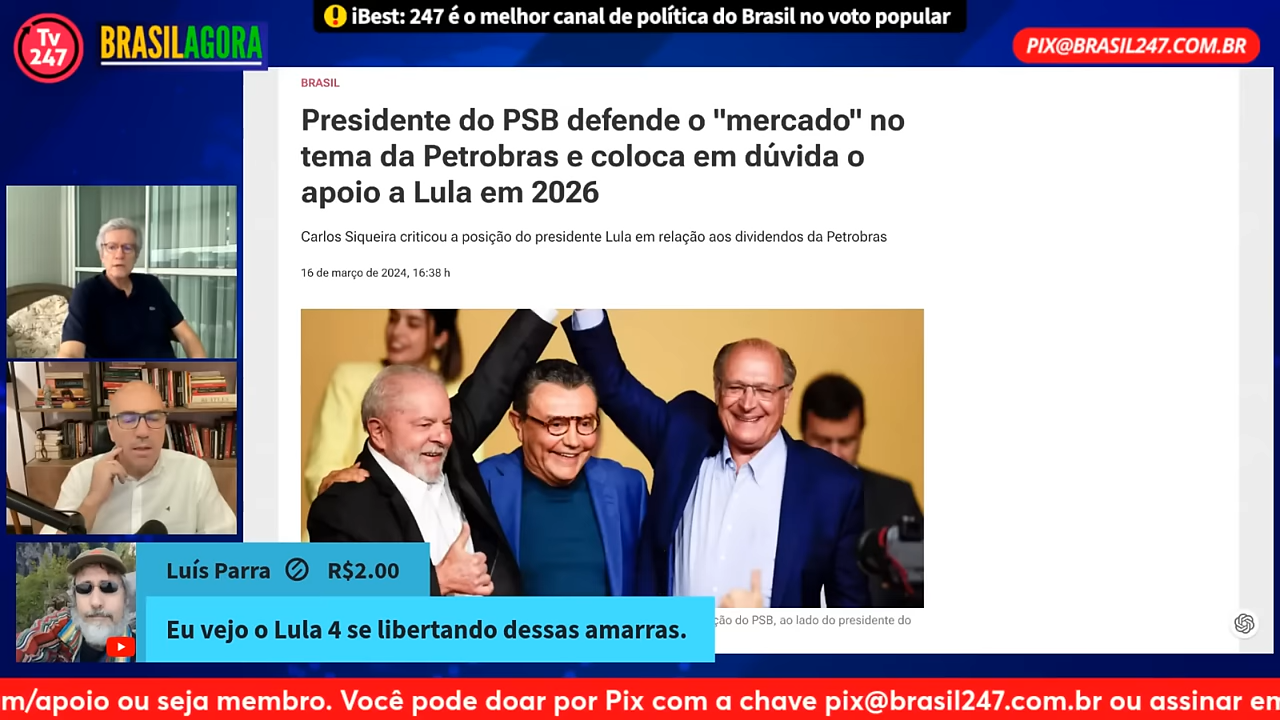 iBest: 247 é o melhor canal de política do Brasil no voto popular
Tv
247
BRASILAGORA
PIX@BRASIL247.COM.BR
BRASIL
Presidente do PSB defende o "mercado" no
tema da Petrobras e coloca em dúvida o
apoio a Lula em 2026
Carlos Siqueira criticou a posição do presidente Lula em relação aos dividendos da Petrobras
16 de março de 2024, 16:38 h
Luís Parra R$2.00
Eu vejo o Lula 4 se libertando dessas amarras.
ção do PSB, ao lado do presidente do
m/apoio ou seja membro. Você pode doar por Pix com a chave pix@brasil247.com.br ou assinar em